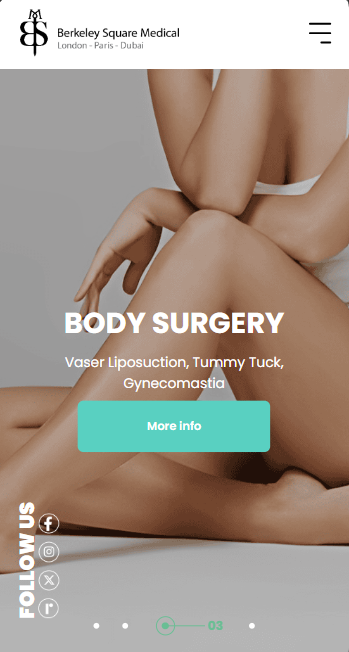 Berkeley Square Medical
London - Paris - Dubai
BODY SURGERY
Vaser Liposuction, Tummy Tuck,
Gynecomastia
More info
FOLLOW US
03